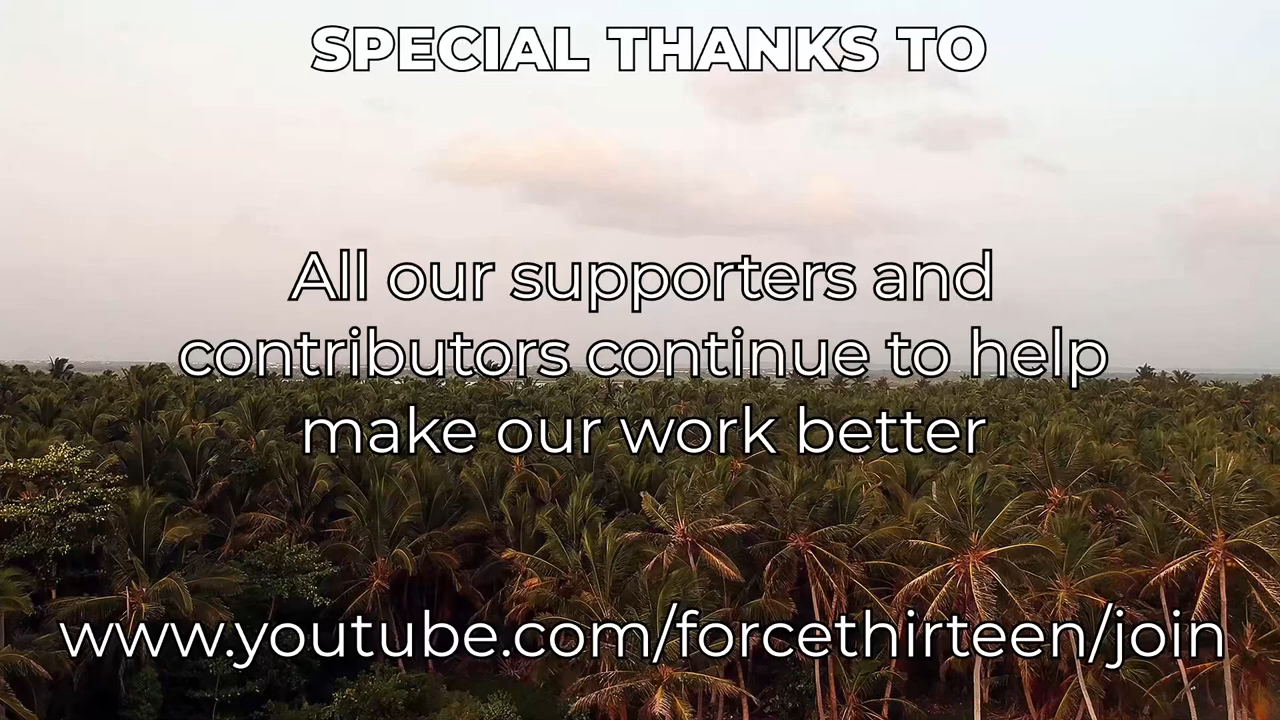 SPECIAL THANKS TO
All our supporters and
contributors continue to help
make our work better
www.youtube.com/forcethirteen/join